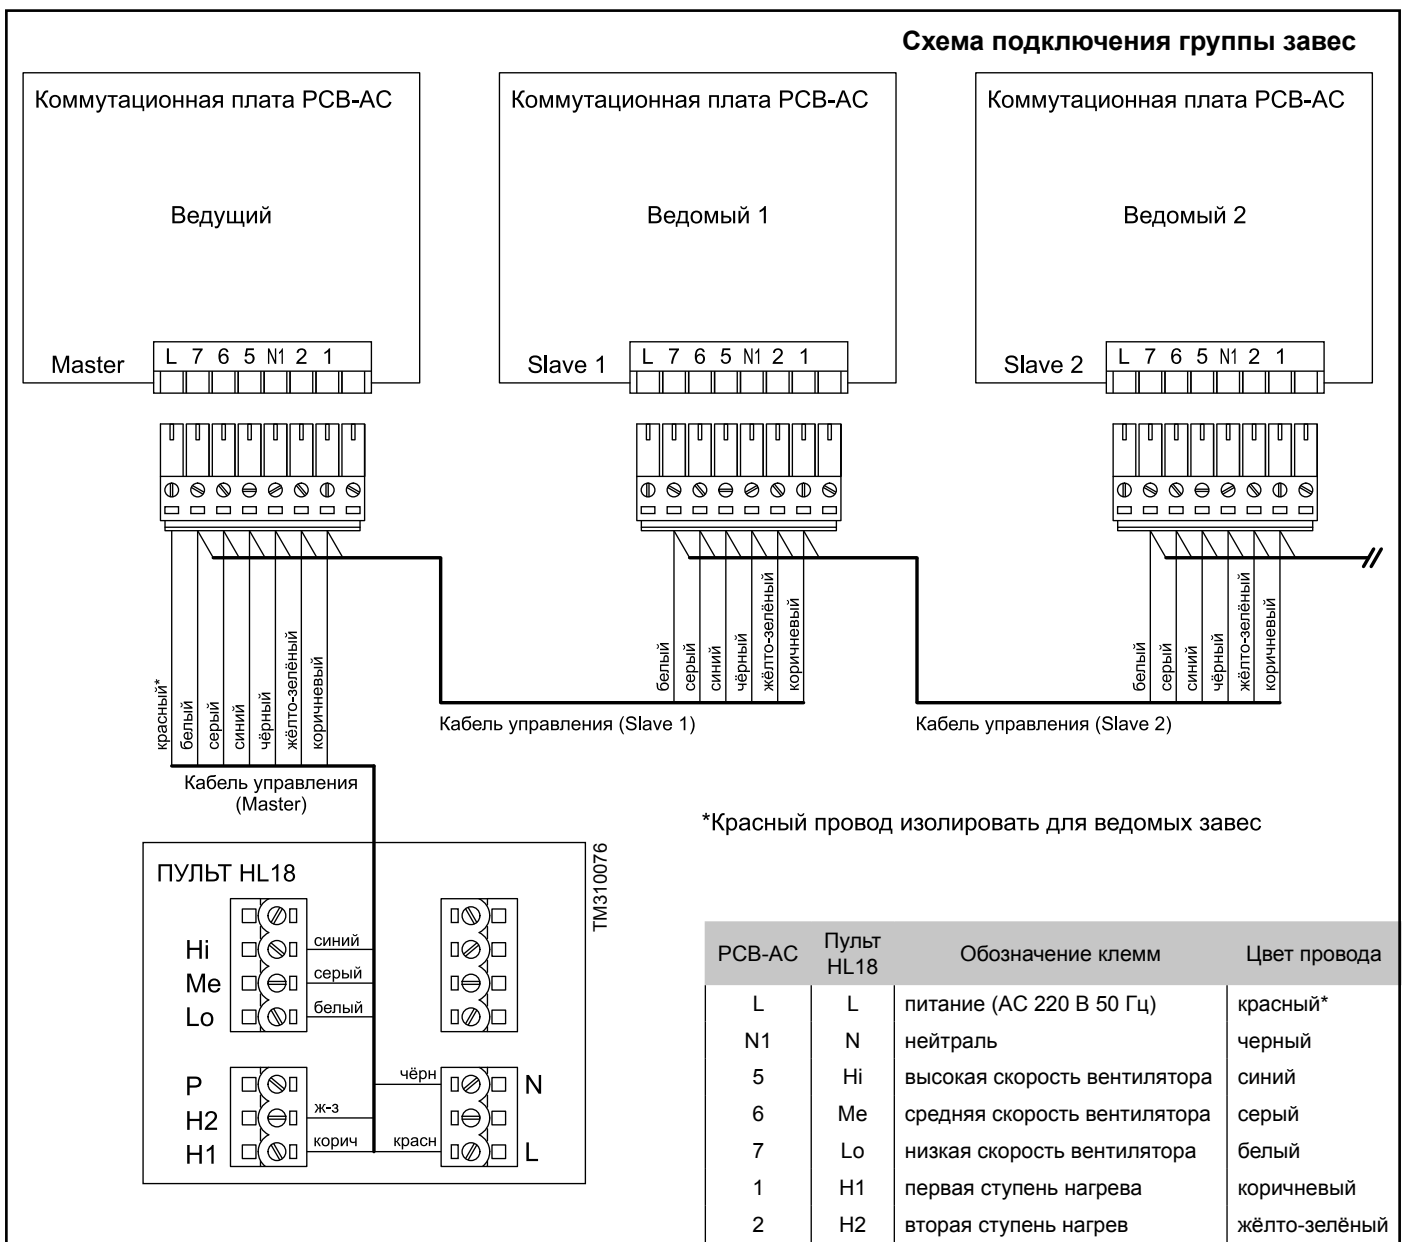 Схема подключения группы завес
Коммутационная плата PCB-AC
Коммутационная плата PCB-AC
Коммутационная плата PCB-AC
Ведущий
Ведомый 1
Ведомый 2
Master
L 7 6 5 N1 2 1
Slave 1
L 7 6 5 N1 2 1
Slave 2
L 7 6 5 N1 2 1
красный*
белый
серый
синий
чёрный
жёлто-зелёный
коричневый
белый
серый
синий
чёрный
жёлто-зелёный
коричневый
белый
серый
синий
чёрный
жёлто-зелёный
коричневый
Кабель управления (Slave 1)
Кабель управления (Slave 2)
Кабель управления
(Master)
*Красный провод изолировать для ведомых завес
ПУЛЬТ HL18
TM310076
Hi
синий
Me
серый
Lo
белый
P
чёрн
N
H2
ж-з
H1
корич
красн
L
PCB-AC
Пульт
HL18
Обозначение клемм
Цвет провода
L L питание (АС 220 В 50 Гц) красный*
N1 N нейтраль черный
5 Hi высокая скорость вентилятора синий
6 Me средняя скорость вентилятора серый
7 Lo низкая скорость вентилятора белый
1 H1 первая ступень нагрева коричневый
2 H2 вторая ступень нагрев жёлто-зелёный